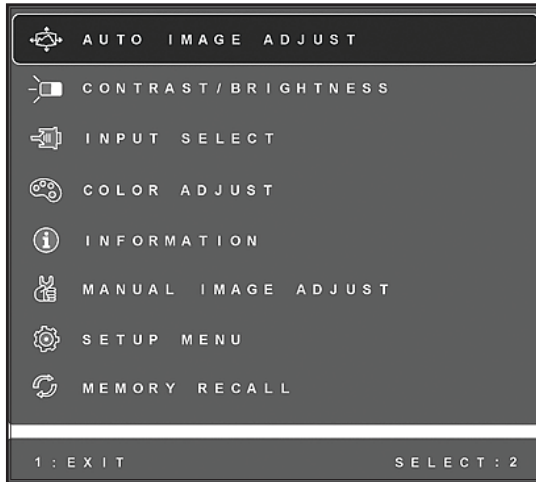 AUTO IMAGE ADJUST
CONTRAST/BRIGHTNESS
INPUT SELECT
COLOR ADJUST
INFORMATION
MANUAL IMAGE ADJUST
SETUP MENU
MEMORY RECALL
1:EXIT SELECT:2